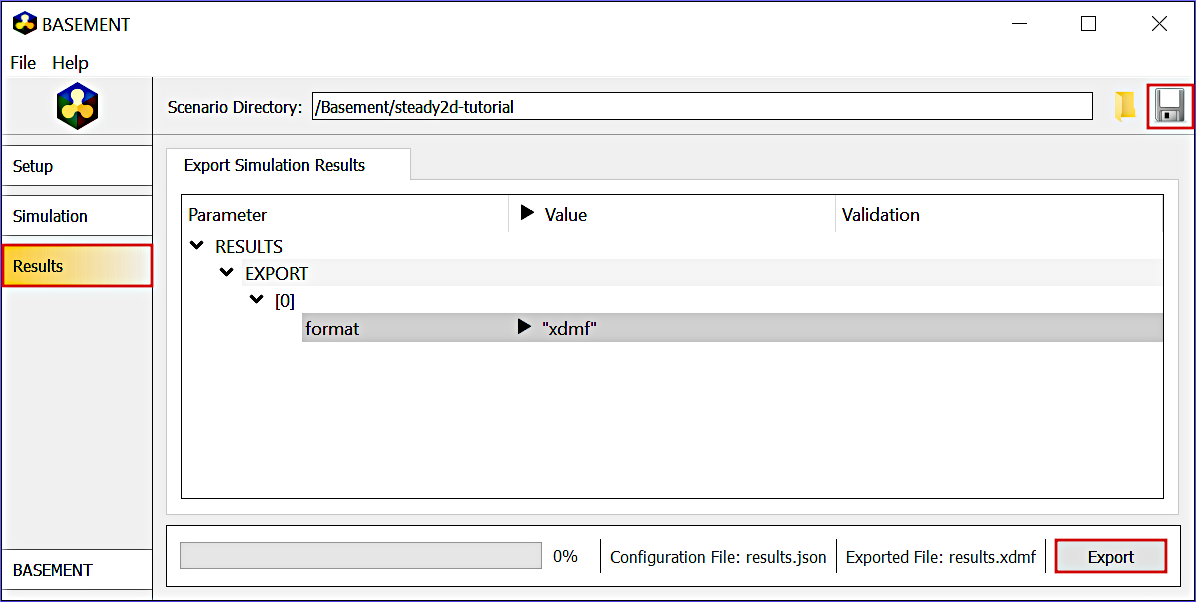 BASEMENT
File Help
Scenario Directory: /Basement/steady2d-tutorial
Setup
Simulation
Results
BASEMENT
Export Simulation Results
Parameter Value Validation
RESULTS
EXPORT
[0]
format "xdmf"
0% Configuration File: results.json Exported File: results.xdmf Export